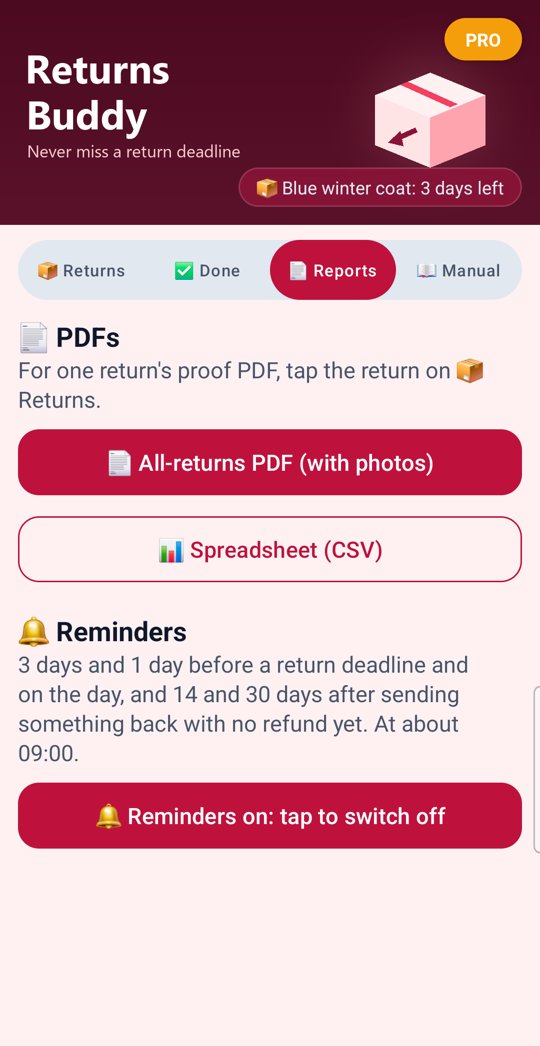 PRO
Returns
Buddy
Never miss a return deadline
📦 Blue winter coat: 3 days left
📦 Returns
✅ Done
📄 Reports
📖 Manual
📄 PDFs
For one return's proof PDF, tap the return on 📦
Returns.
📄 All-returns PDF (with photos)
📊 Spreadsheet (CSV)
🔔 Reminders
3 days and 1 day before a return deadline and
on the day, and 14 and 30 days after sending
something back with no refund yet. At about
09:00.
🔔 Reminders on: tap to switch off